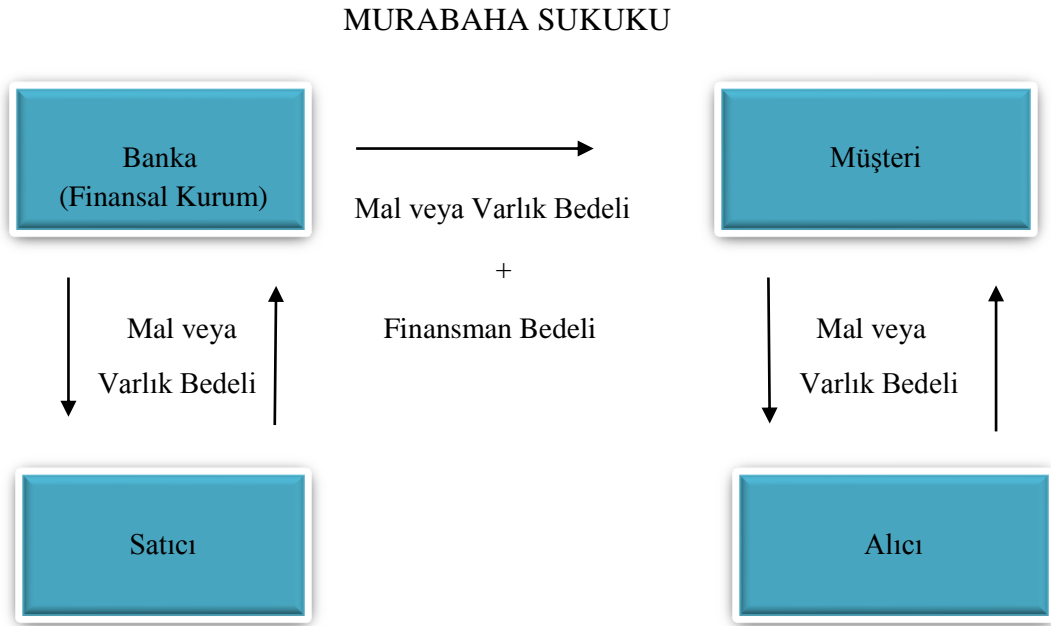 MURABAHA SUKUKU
Banka
(Finansal Kurum)
Müşteri
Mal veya Varlık Bedeli
+
Finansman Bedeli
Mal veya
Varlık Bedeli
Mal veya
Varlık Bedeli
Satıcı
Alıcı